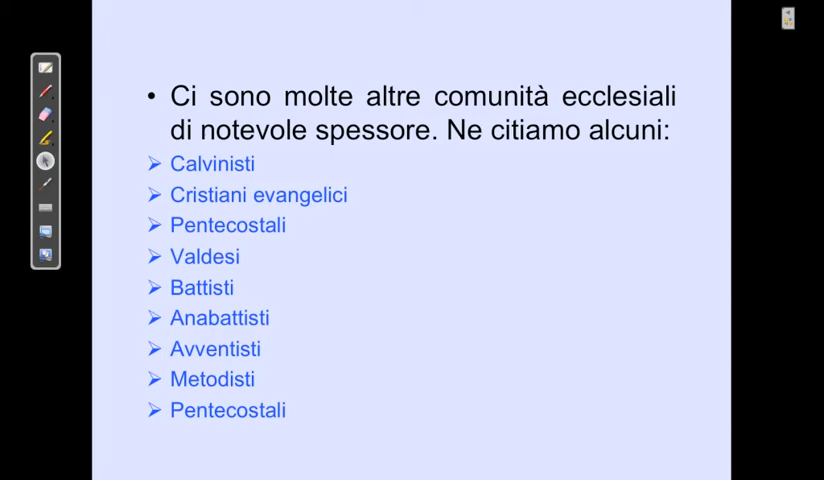 • Ci sono molte altre comunità ecclesiali
di notevole spessore. Ne citiamo alcuni:
➢ Calvinisti
➢ Cristiani evangelici
➢ Pentecostali
➢ Valdesi
➢ Battisti
➢ Anabattisti
➢ Avventisti
➢ Metodisti
➢ Pentecostali